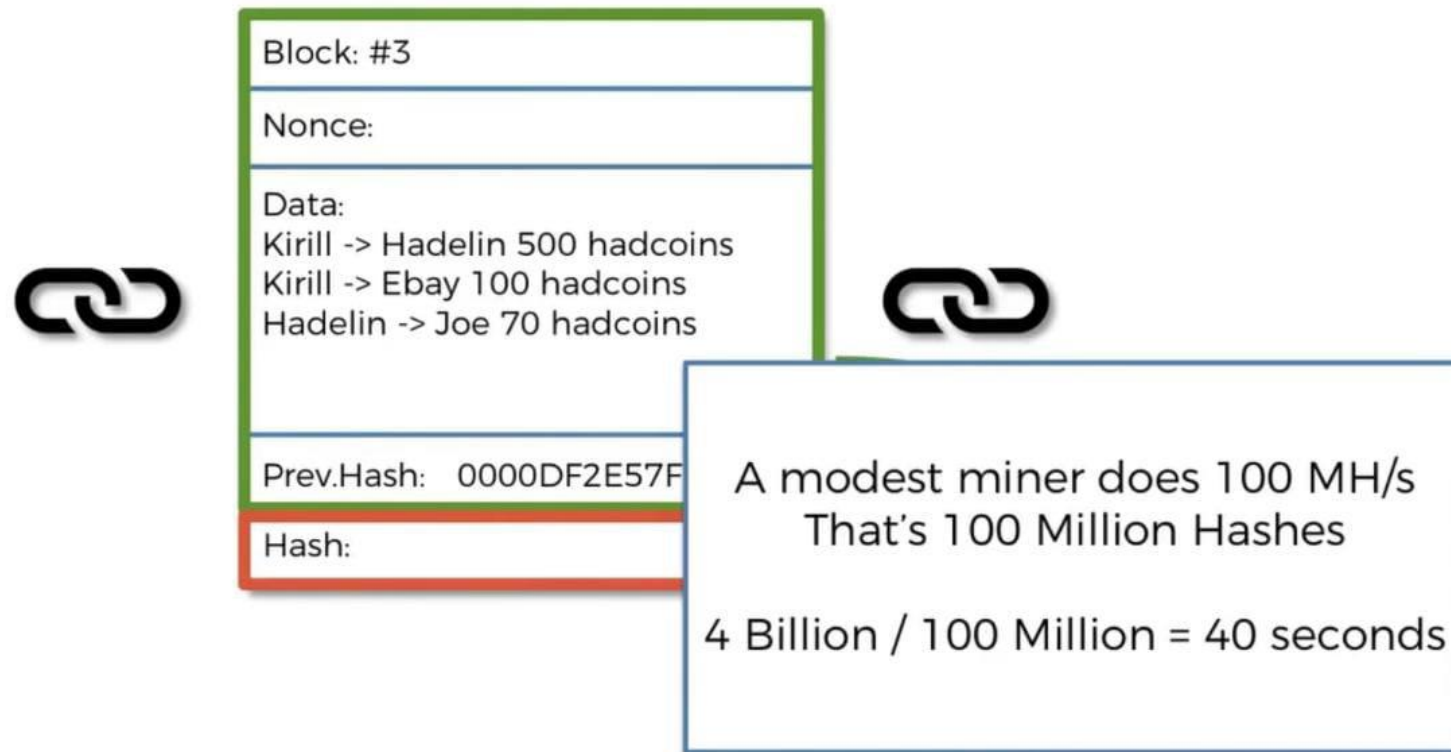 Block: #3
Nonce:
Data:
Kirill -> Hadelin 500 hadcoins
Kirill -> Ebay 100 hadcoins
Hadelin -> Joe 70 hadcoins
Prev.Hash: 0000DF2E57F
Hash:
A modest miner does 100 MH/s
That's 100 Million Hashes
4 Billion / 100 Million = 40 seconds